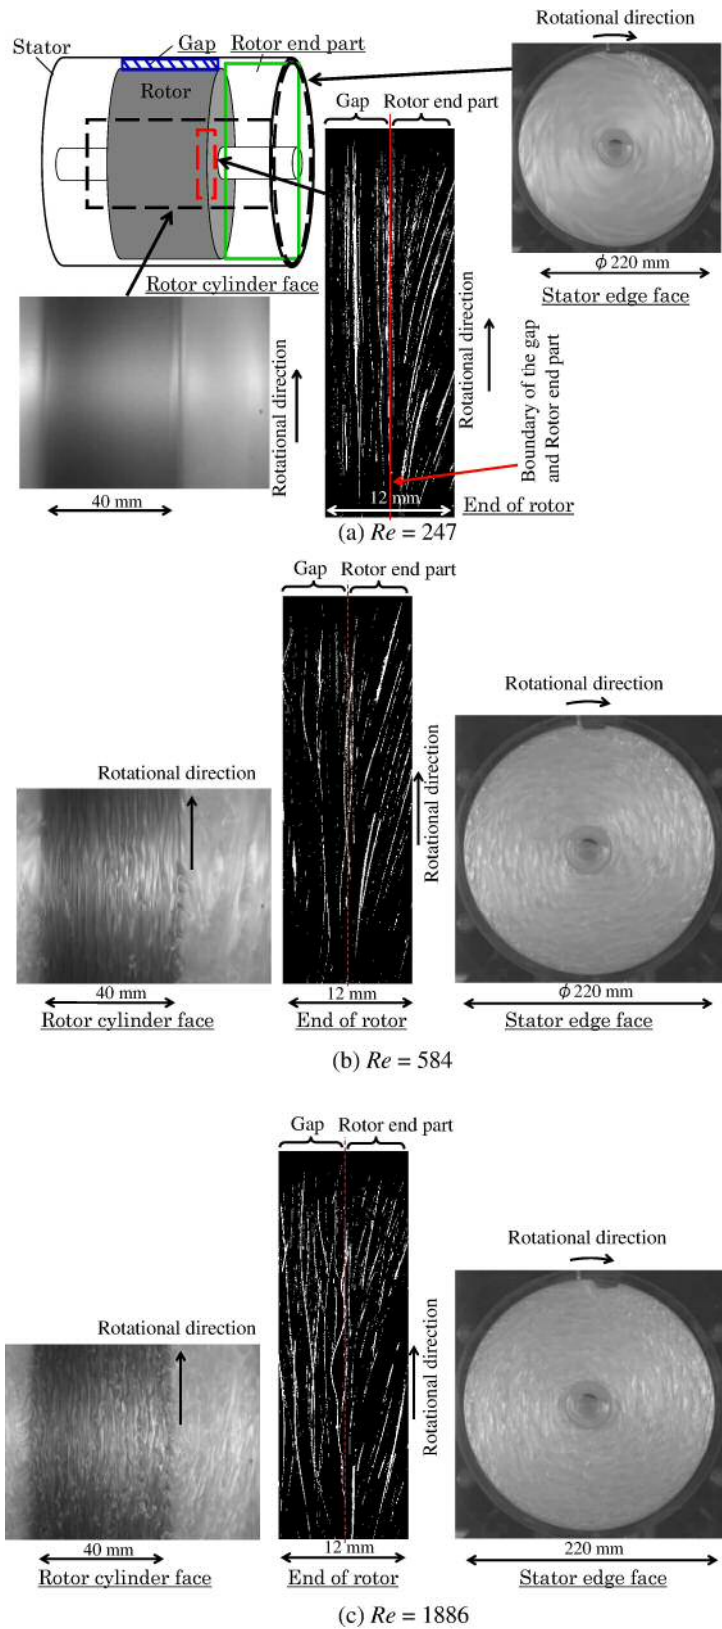 Rotational direction
Stator
Gap
Rotor end part
Rotor
Gap
Rotor end part
ϕ 220 mm
Stator edge face
Rotor cylinder face
Rotational direction
Rotational direction
Boundary of the gap
and Rotor end part
40 mm
12 mm
End of rotor
(a) Re = 247
Gap
Rotor end part
Rotational direction
Rotational direction
Rotational direction
40 mm
12 mm
ϕ 220 mm
Rotor cylinder face
End of rotor
Stator edge face
(b) Re = 584
Gap
Rotor end part
Rotational direction
Rotational direction
Rotational direction
40 mm
12 mm
220 mm
Rotor cylinder face
End of rotor
Stator edge face
(c) Re = 1886